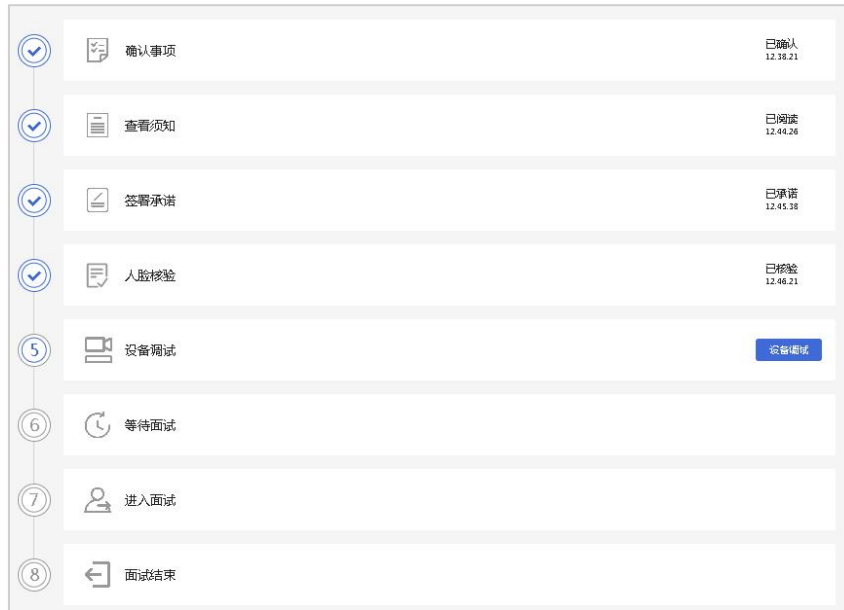 确认事项
已确认
12.38.21
查看须知
已阅读
12.44.26
签署承诺
已承诺
12.45.38
人脸核验
已核验
12.46.21
5
设备调试
设备调试
6
等待面试
7
进入面试
8
面试结束